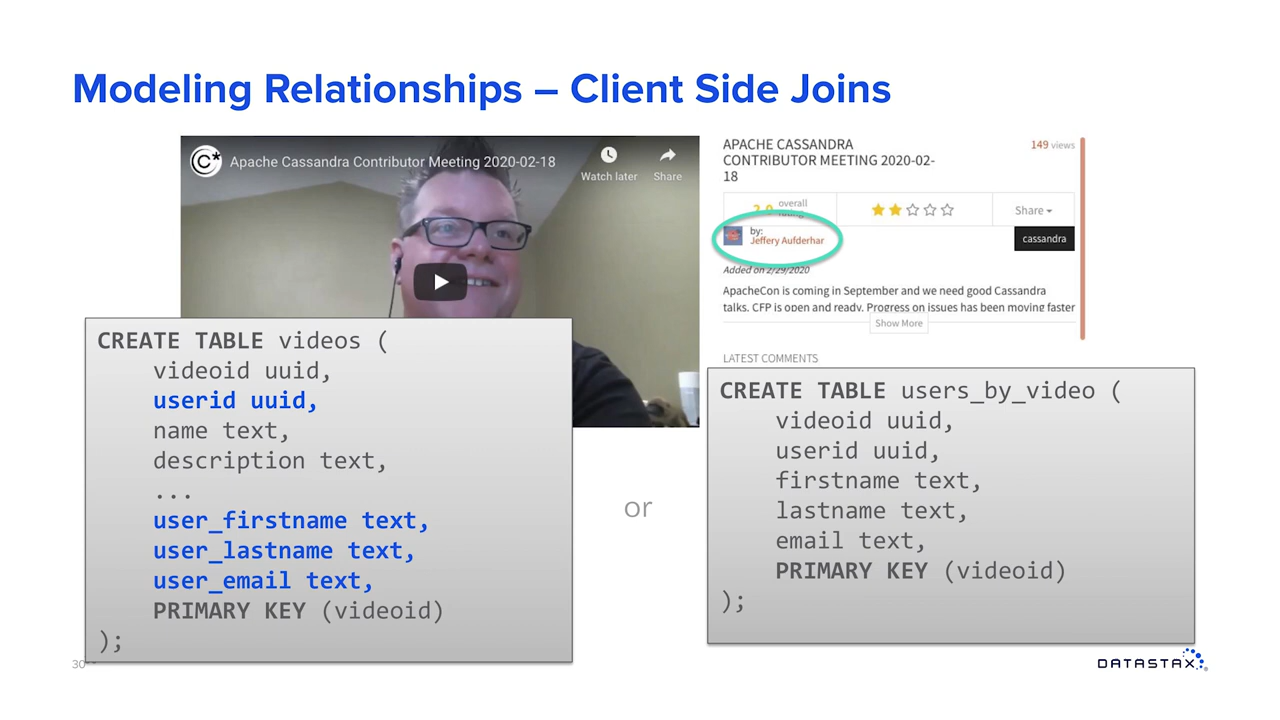 Modeling Relationships – Client Side Joins
C*
Apache Cassandra Contributor Meeting 2020-02-18
Watch later
Share
APACHE CASSANDRA
CONTRIBUTOR MEETING 2020-02-
18
149 views
2.0 overall
rating
Share
by:
Jeffery Aufderhar
cassandra
Added on 2/29/2020
ApacheCon is coming in September and we need good Cassandra
talks. CFP is open and ready. Progress on issues has been moving faster
Show More
LATEST COMMENTS
CREATE TABLE videos (
videoid uuid,
userid uuid,
name text,
description text,
...
user_firstname text,
user_lastname text,
user_email text,
PRIMARY KEY (videoid)
);
or
CREATE TABLE users_by_video (
videoid uuid,
userid uuid,
firstname text,
lastname text,
email text,
PRIMARY KEY (videoid)
);
30
DATASTAX